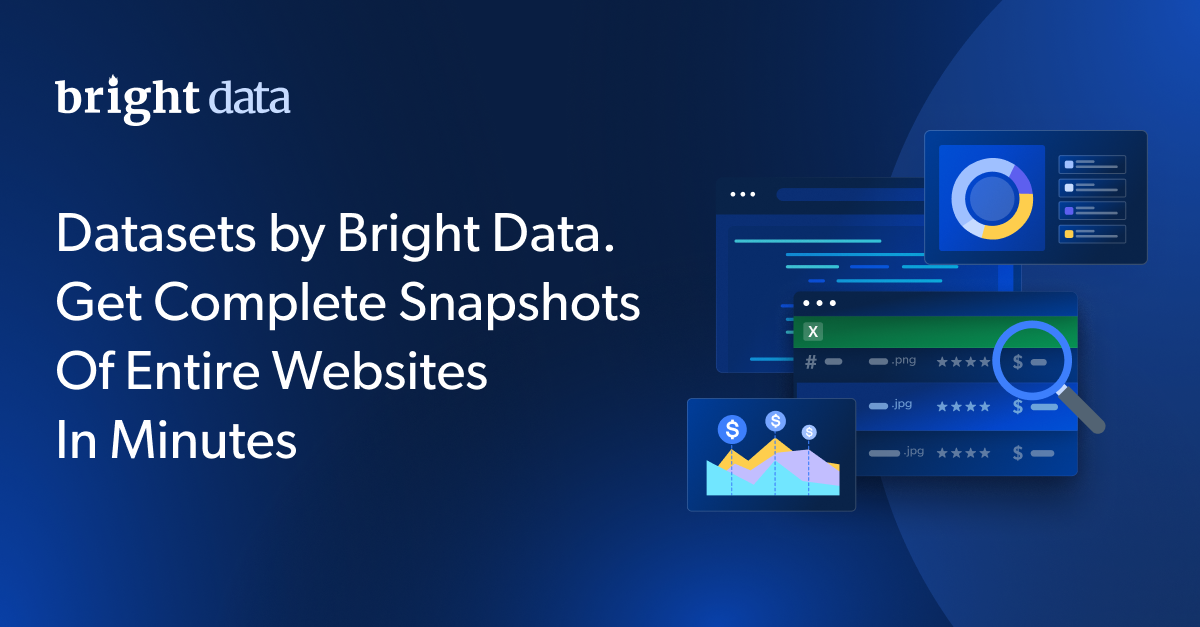 bright data
Datasets by Bright Data.
Get Complete Snapshots
Of Entire Websites
In Minutes
X
# .png ★★★★ $
.jpg ★★★★ $
.jpg ★★★★ $
$ $ $